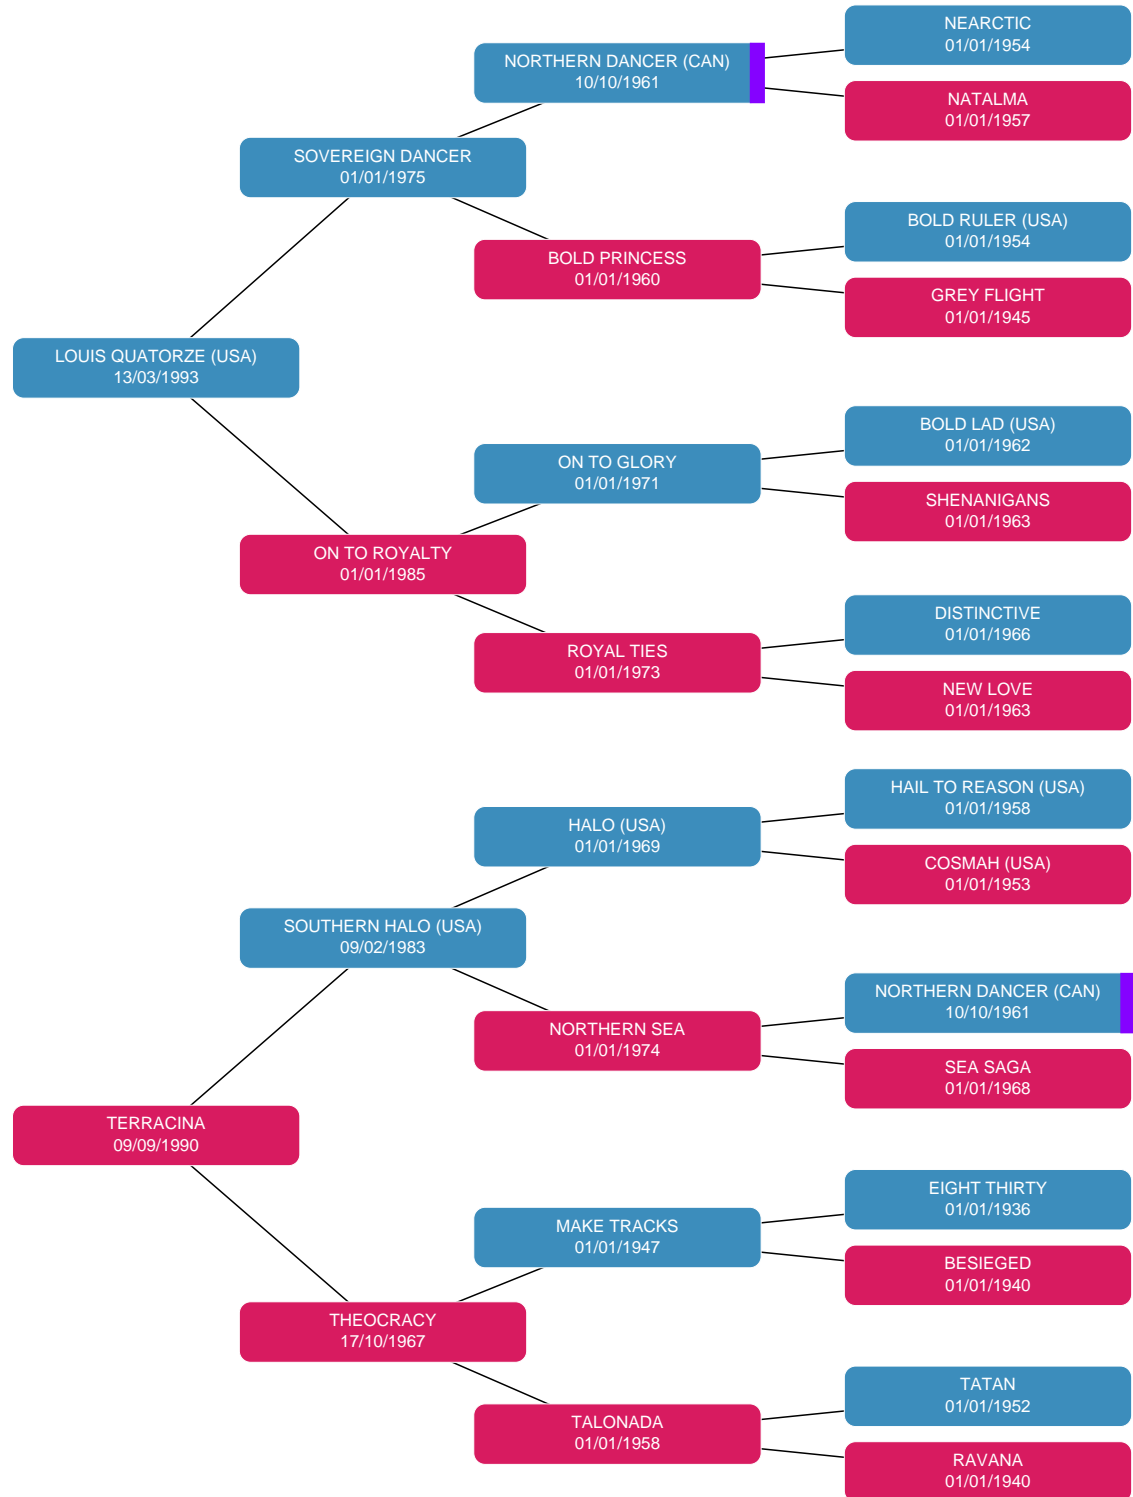 NEARCTIC
01/01/1954
NORTHERN DANCER (CAN)
10/10/1961
NATALMA
01/01/1957
SOVEREIGN DANCER
01/01/1975
BOLD RULER (USA)
01/01/1954
BOLD PRINCESS
01/01/1960
GREY FLIGHT
01/01/1945
LOUIS QUATORZE (USA)
13/03/1993
BOLD LAD (USA)
01/01/1962
ON TO GLORY
01/01/1971
SHENANIGANS
01/01/1963
ON TO ROYALTY
01/01/1985
DISTINCTIVE
01/01/1966
ROYAL TIES
01/01/1973
NEW LOVE
01/01/1963
HAIL TO REASON (USA)
01/01/1958
HALO (USA)
01/01/1969
COSMAH (USA)
01/01/1953
SOUTHERN HALO (USA)
09/02/1983
NORTHERN DANCER (CAN)
10/10/1961
NORTHERN SEA
01/01/1974
SEA SAGA
01/01/1968
TERRACINA
09/09/1990
EIGHT THIRTY
01/01/1936
MAKE TRACKS
01/01/1947
BESIEGED
01/01/1940
THEOCRACY
17/10/1967
TATAN
01/01/1952
TALONADA
01/01/1958
RAVANA
01/01/1940